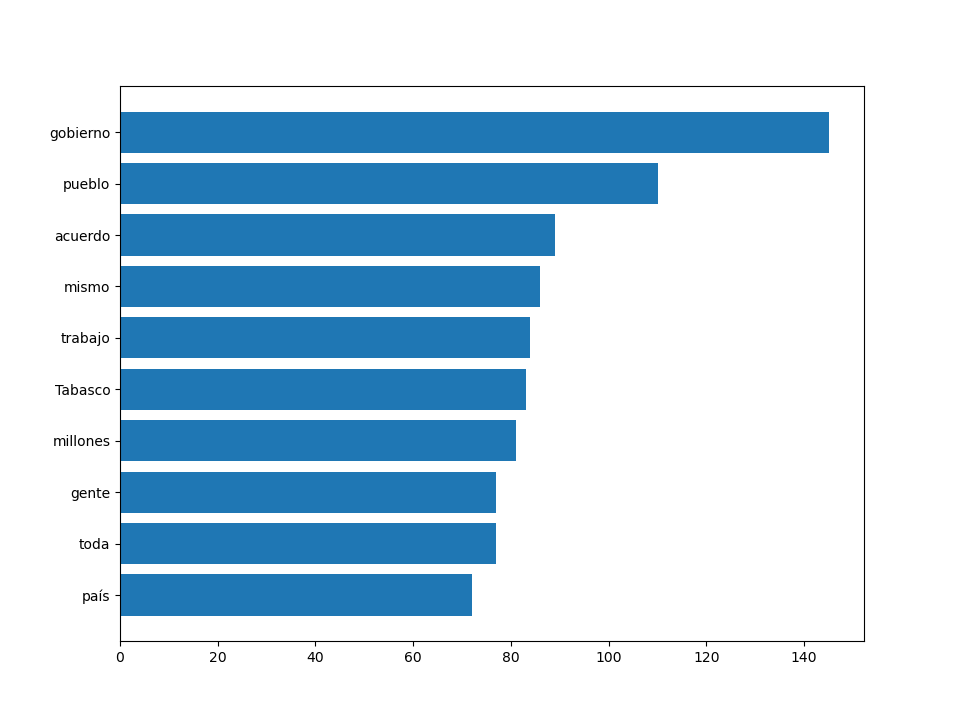 gobierno
pueblo
acuerdo
mismo
trabajo
Tabasco
millones
gente
toda
país
0 20 40 60 80 100 120 140